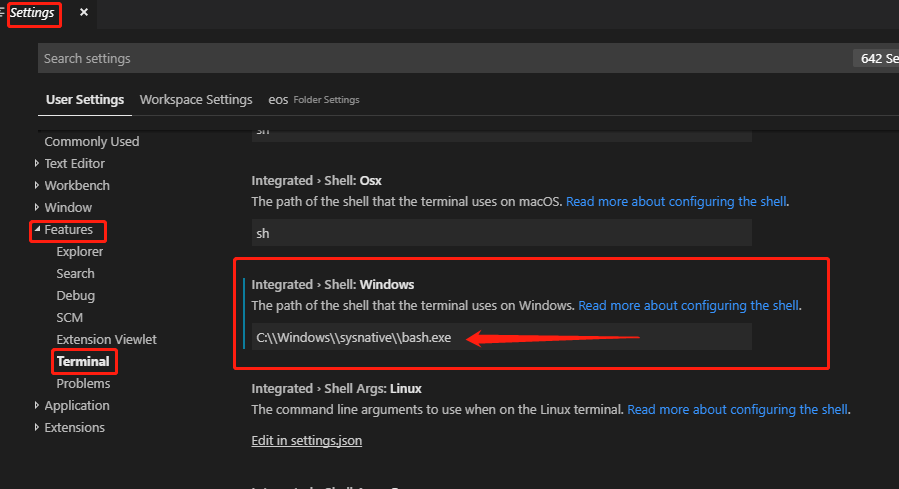 Settings
Search settings
642 Se
User Settings Workspace Settings eos Folder Settings
Commonly Used
Text Editor
Workbench
Window
Features
Explorer
Search
Debug
SCM
Extension Viewlet
Terminal
Problems
Application
Extensions
sh
Integrated › Shell: Osx
The path of the shell that the terminal uses on macOS. Read more about configuring the shell.
sh
Integrated › Shell: Windows
The path of the shell that the terminal uses on Windows. Read more about configuring the shell.
C:\\Windows\\sysnative\\bash.exe
Integrated › Shell Args: Linux
The command line arguments to use when on the Linux terminal. Read more about configuring the shell.
Edit in settings.json